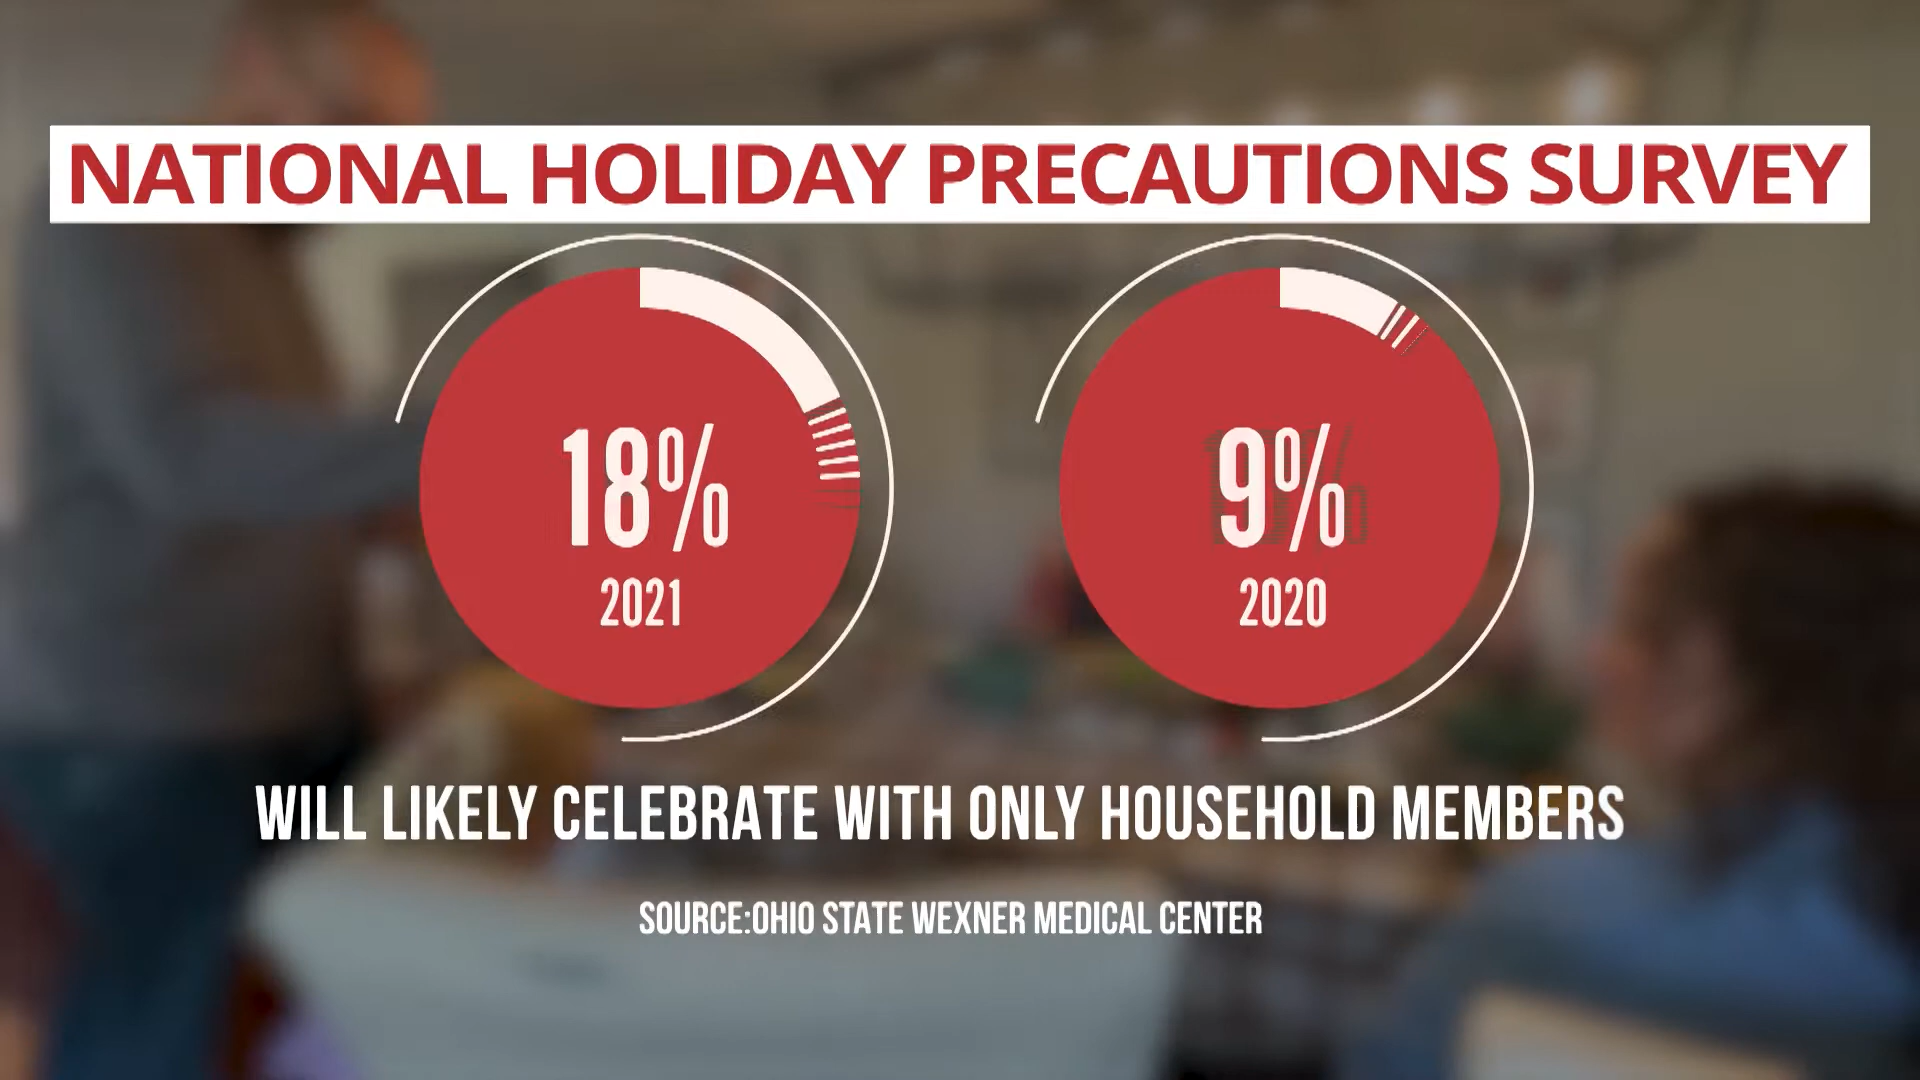 NATIONAL HOLIDAY PRECAUTIONS SURVEY
18%
2021
9%
2020
WILL LIKELY CELEBRATE WITH ONLY HOUSEHOLD MEMBERS
SOURCE:OHIO STATE WEXNER MEDICAL CENTER